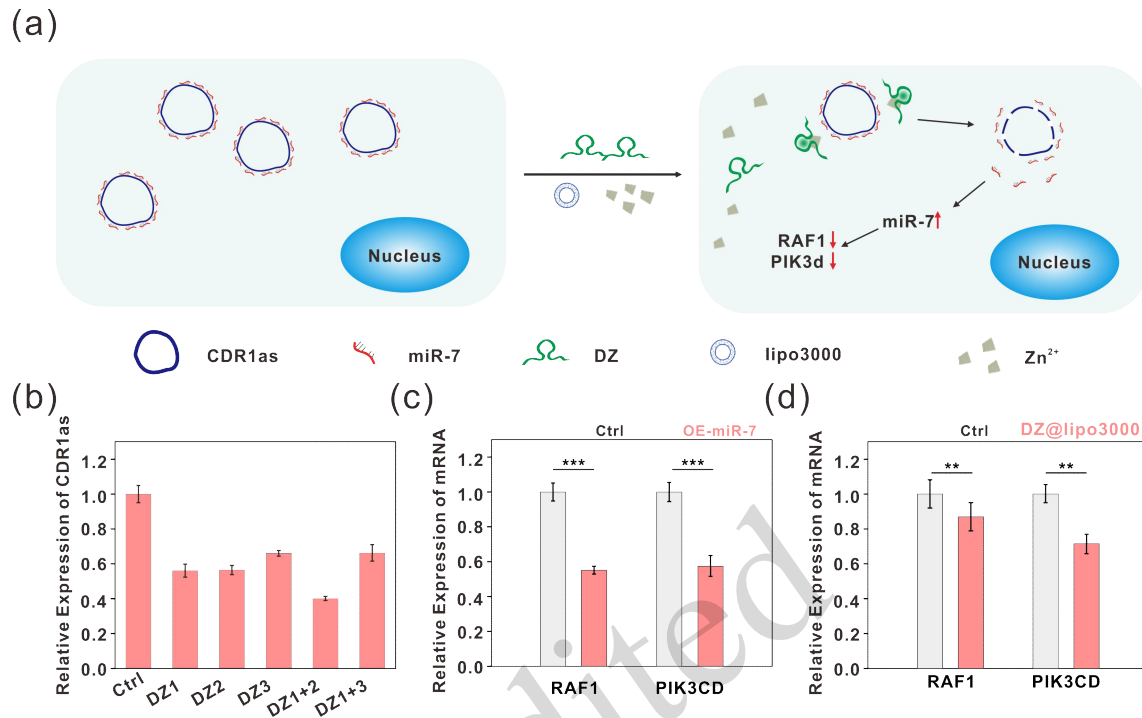 (a)
Nucleus
miR-7
RAF1
PIK3d
Nucleus
CDR1as
miR-7
DZ
lipo3000
Zn²⁺
(b)
Relative Expression of CDR1as
1.2
1.0
0.8
0.6
0.4
0.2
0.0
Ctrl
DZ1
DZ2
DZ3
DZ1+2
DZ1+3
(c)
Relative Expression of mRNA
Ctrl
OE-miR-7
1.2
1.0
0.8
0.6
0.4
0.2
0.0
***
***
RAF1
PIK3CD
(d)
Relative Expression of mRNA
Ctrl
DZ@lipo3000
1.2
1.0
0.8
0.6
0.4
0.2
0.0
**
**
RAF1
PIK3CD